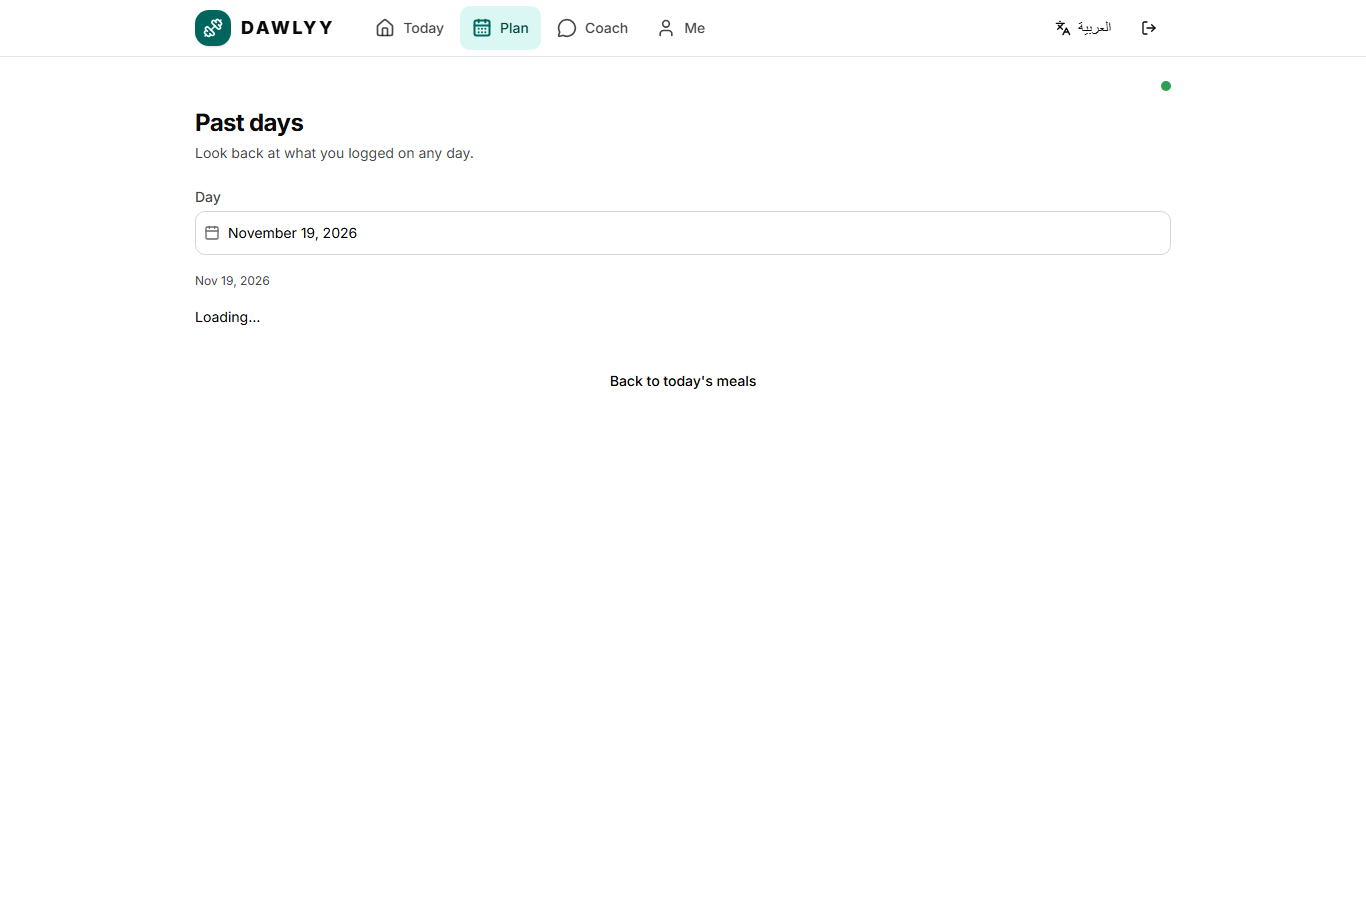 DAWLYY
Today
Plan
Coach
Me
العربية
Past days
Look back at what you logged on any day.
Day
November 19, 2026
Nov 19, 2026
Loading...
Back to today's meals